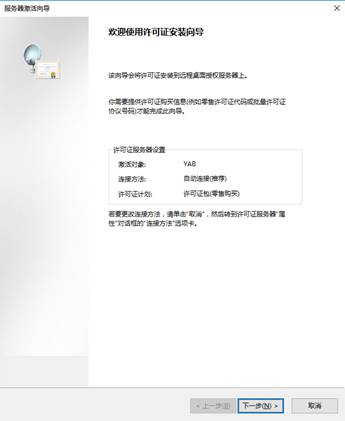 服务器激活向导
欢迎使用许可证安装向导
该向导会将许可证安装到远程桌面授权服务器上。
你需要提供许可证购买信息(例如零售许可证代码或批量许可证
协议号码)才能完成此向导。
许可证服务器设置
激活对象: YAB
连接方法: 自动连接(推荐)
许可证计划: 许可证包(零售购买)
若要更改连接方法，请单击"取消"，然后转到许可证服务器"属
性"对话框的"连接方法"选项卡。
< 上一步(B) 下一步(N) > 取消